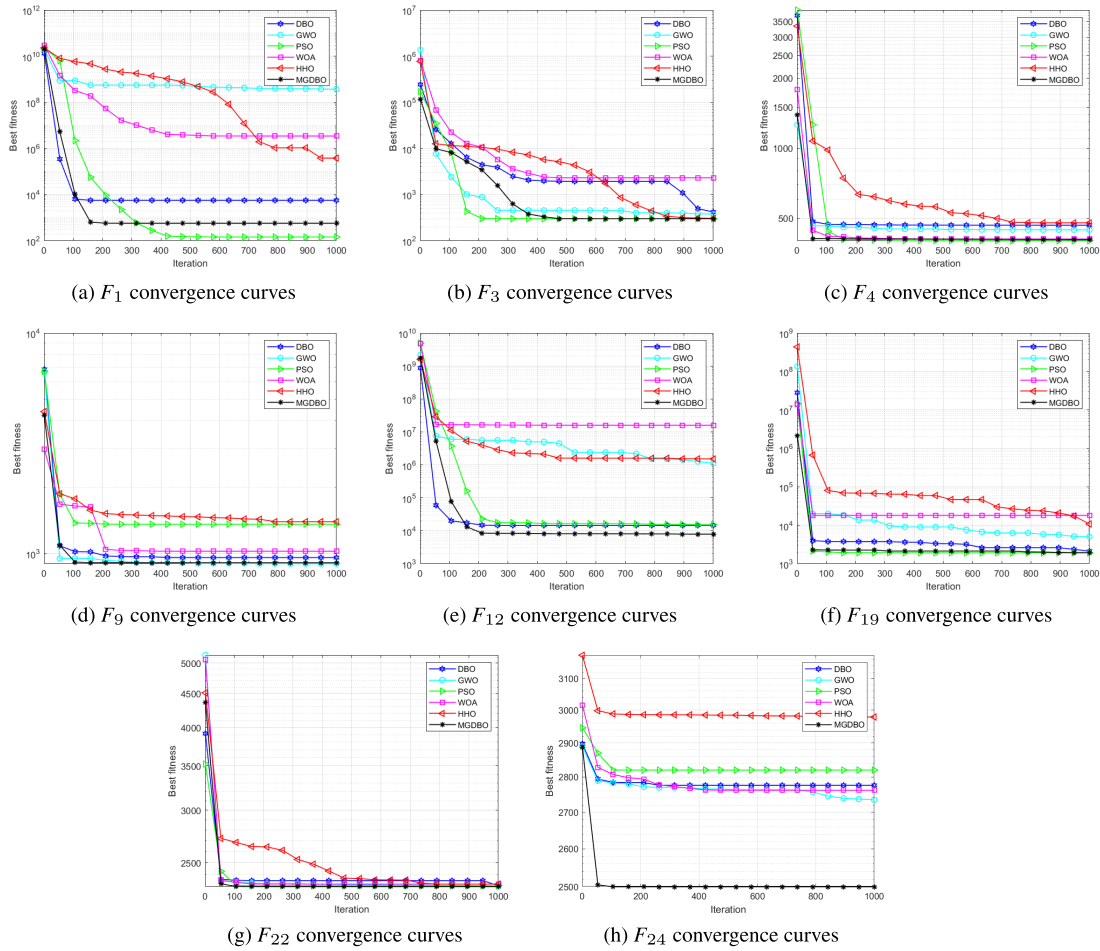 10^10
10^8
10^6
10^4
10^2
Best fitness
0 100 200 300 400 500 600 700 800 900 1000
Iteration
DBO
GWO
PSO
WOA
HHO
MGDBO
(a) F₁ convergence curves
10^7
10^6
10^5
10^4
10^3
10^2
Best fitness
0 100 200 300 400 500 600 700 800 900 1000
Iteration
DBO
GWO
PSO
WOA
HHO
MGDBO
(b) F₃ convergence curves
3500
3000
2500
2000
1500
1000
500
Best fitness
0 100 200 300 400 500 600 700 800 900 1000
Iteration
DBO
GWO
PSO
WOA
HHO
MGDBO
(c) F₄ convergence curves
10^4
10^3
Best fitness
0 100 200 300 400 500 600 700 800 900 1000
Iteration
DBO
GWO
PSO
WOA
HHO
MGDBO
(d) F₉ convergence curves
10^10
10^9
10^8
10^7
10^6
10^5
10^4
10^3
Best fitness
0 100 200 300 400 500 600 700 800 900 1000
Iteration
DBO
GWO
PSO
WOA
HHO
MGDBO
(e) F₁₂ convergence curves
10^9
10^8
10^7
10^6
10^5
10^4
10^3
Best fitness
0 100 200 300 400 500 600 700 800 900 1000
Iteration
DBO
GWO
PSO
WOA
HHO
MGDBO
(f) F₁₉ convergence curves
5000
4500
4000
3500
3000
2500
Best fitness
0 100 200 300 400 500 600 700 800 900 1000
Iteration
DBO
GWO
PSO
WOA
HHO
MGDBO
(g) F₂₂ convergence curves
3100
3000
2900
2800
2700
2600
2500
Best fitness
0 200 400 600 800 1000
Iteration
DBO
GWO
PSO
WOA
HHO
MGDBO
(h) F₂₄ convergence curves